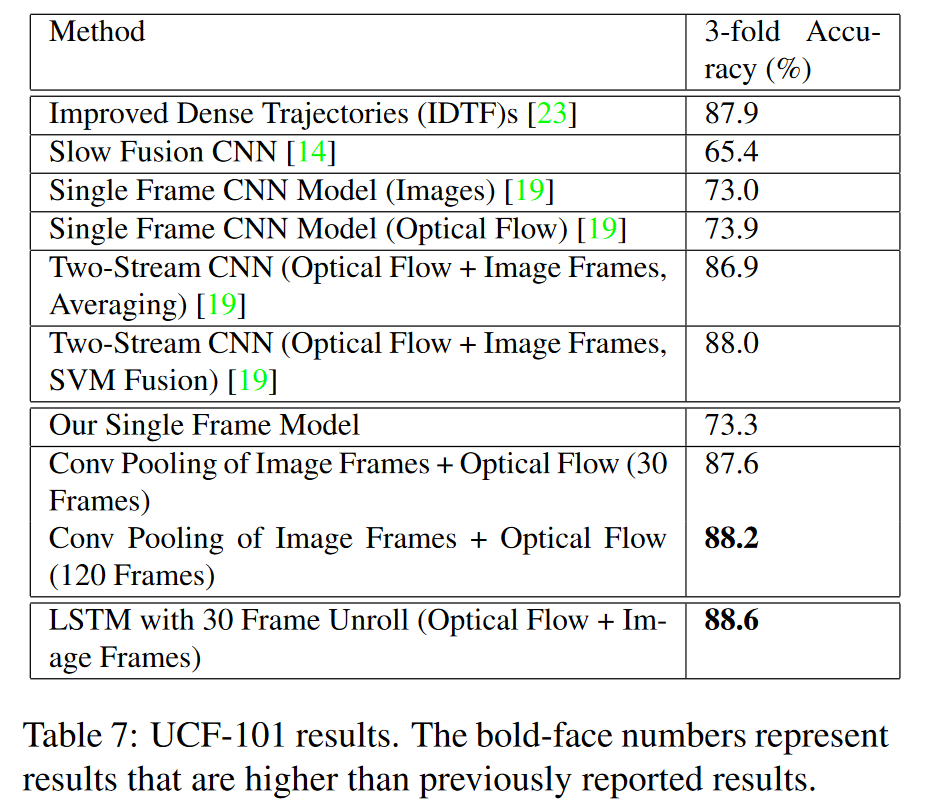 Method 3-fold Accu-
racy (%)
Improved Dense Trajectories (IDTF)s [23] 87.9
Slow Fusion CNN [14] 65.4
Single Frame CNN Model (Images) [19] 73.0
Single Frame CNN Model (Optical Flow) [19] 73.9
Two-Stream CNN (Optical Flow + Image Frames, 86.9
Averaging) [19]
Two-Stream CNN (Optical Flow + Image Frames, 88.0
SVM Fusion) [19]
Our Single Frame Model 73.3
Conv Pooling of Image Frames + Optical Flow (30 87.6
Frames)
Conv Pooling of Image Frames + Optical Flow 88.2
(120 Frames)
LSTM with 30 Frame Unroll (Optical Flow + Im- 88.6
age Frames)
Table 7: UCF-101 results. The bold-face numbers represent
results that are higher than previously reported results.